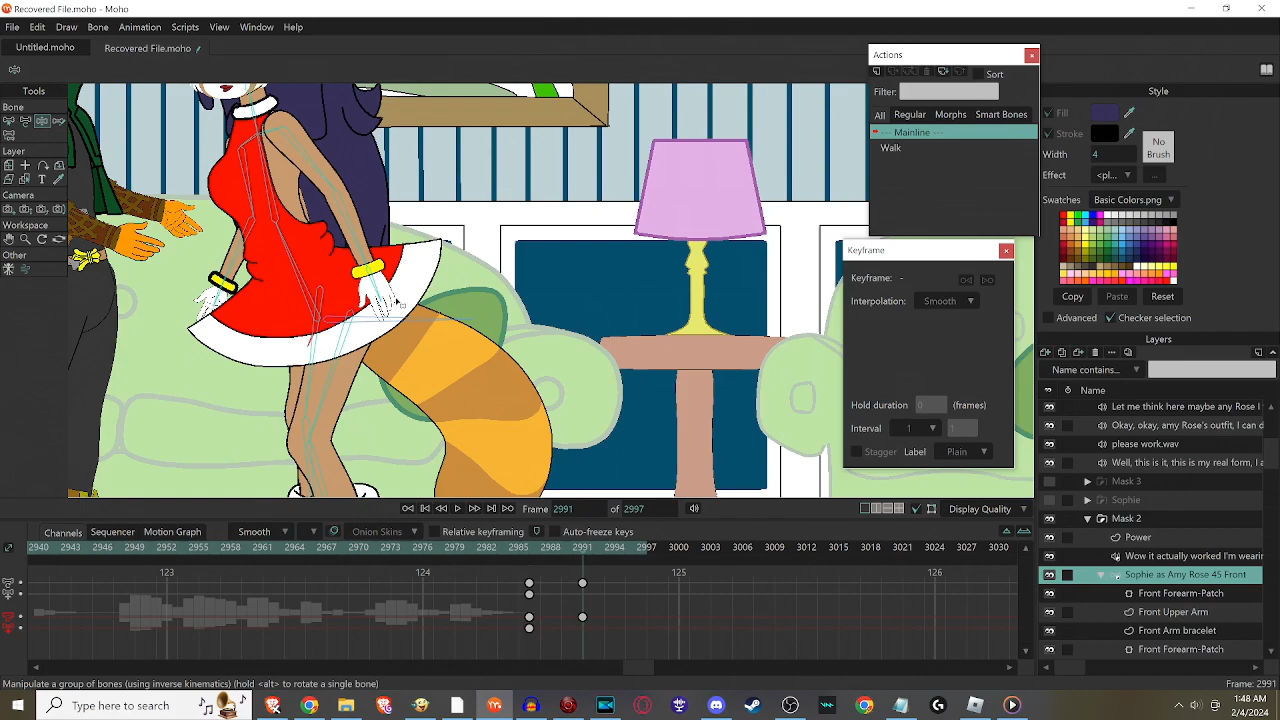 Recovered File.moho - Moho
File Edit Draw Bone Animation Scripts View Window Help
Untitled.moho Recovered File.moho
Tools
Bone
Layer
Camera
Workspace
Other
Actions
Sort
Filter:
All Regular Morphs Smart Bones
--- Mainline ---
Walk
Keyframe
Keyframe: -
Interpolation: Smooth
Hold duration 0 (frames)
Interval 1 1
Stagger Label Plain
Style
Fill
Stroke
No Brush
Width 4
Effect <pl...
Swatches Basic Colors.png
Copy Paste Reset
Advanced Checker selection
Layers
Name contains...
Name
Let me think here maybe any Rose I
Okay, okay, any Rose's outfit, I can d
please work.wav
Well, this is it, this is my real form, I a
Mask 3
Sophie
Mask 2
Power
Wow it actually worked I'm wearin
Sophie as Amy Rose 45 Front
Front Forearm-Patch
Front Upper Arm
Front Arm bracelet
Front Forearm-Patch
Frame 2991 of 2997 Display Quality
Channels Sequencer Motion Graph Smooth Onion Skins Relative keyframing Auto-freeze keys
2940 2943 2946 2949 2952 2955 2958 2961 2964 2967 2970 2973 2976 2979 2982 2985 2988 2991 2994 2997 3000 3003 3006 3009 3012 3015 3018 3021 3024 3027 3030
123 124 125 126
Manipulate a group of bones (using inverse kinematics) (hold <alt> to rotate a single bone)
Frame: 2991
Type here to search
1:48 AM
2/4/2024